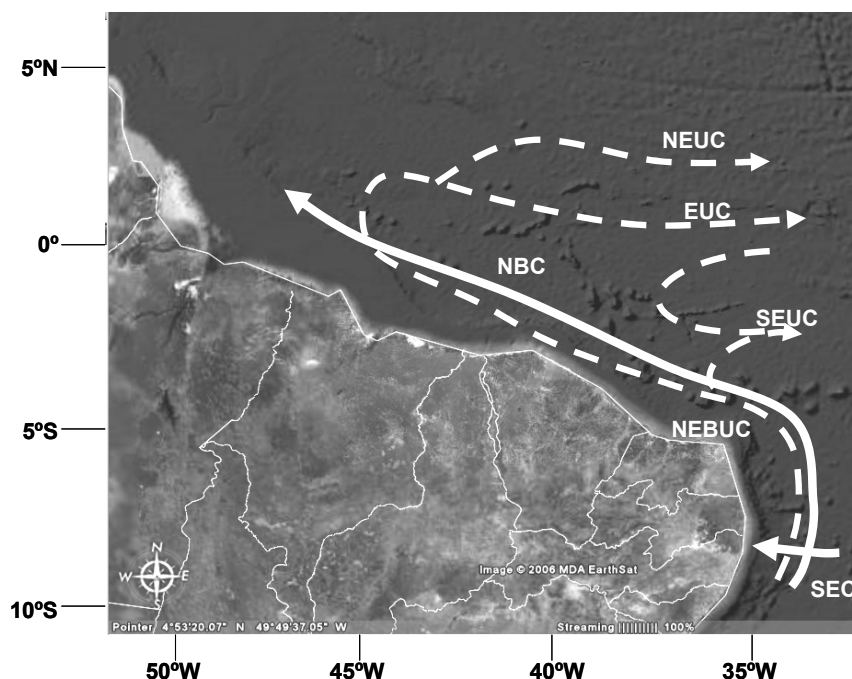 5ºN
NEUC
EUC
0º
NBC
SEUC
5ºS
NEBUC
N
W E
S
Image © 2006 MDA EarthSat
SEC
10ºS
Pointer 4°53'20.07" N 49°49'37.05" W Streaming ||||||||| 100%
50ºW 45ºW 40ºW 35ºW